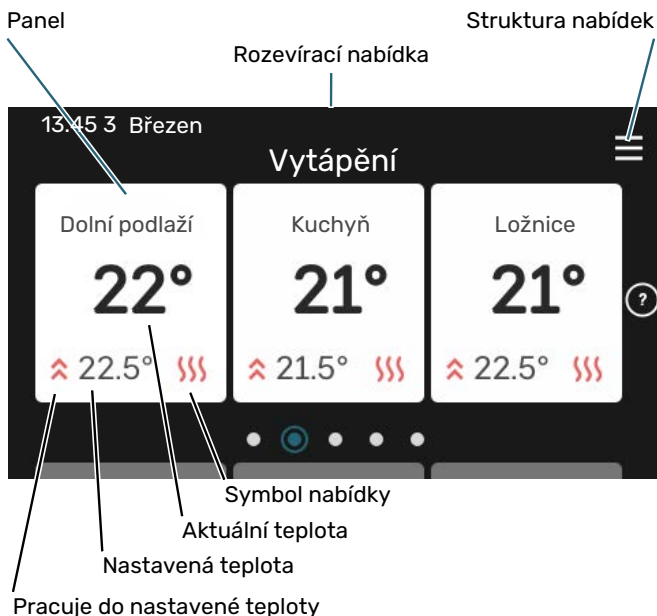 Panel
Struktura nabídek
Rozevírací nabídka
13.45 3 Březen
Vytápění
Dolní podlaží
Kuchyň
Ložnice
22°
21°
21°
?
22.5°
21.5°
22.5°
Symbol nabídky
Aktuální teplota
Nastavená teplota
Pracuje do nastavené teploty